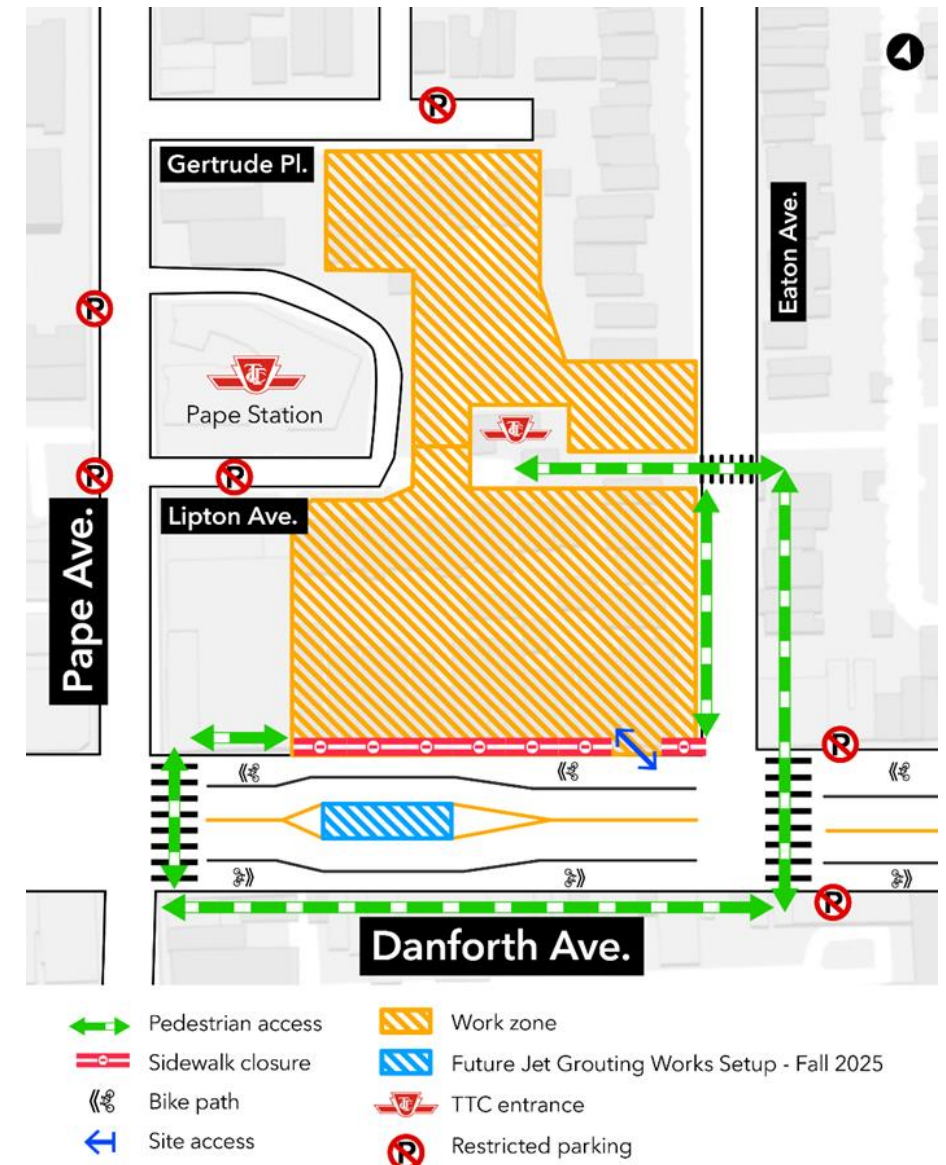 Gertrude Pl.
Eaton Ave.
Pape Station
Lipton Ave.
Pape Ave.
Danforth Ave.
Pedestrian access
Work zone
Sidewalk closure
Future Jet Grouting Works Setup - Fall 2025
Bike path
TTC entrance
Site access
Restricted parking